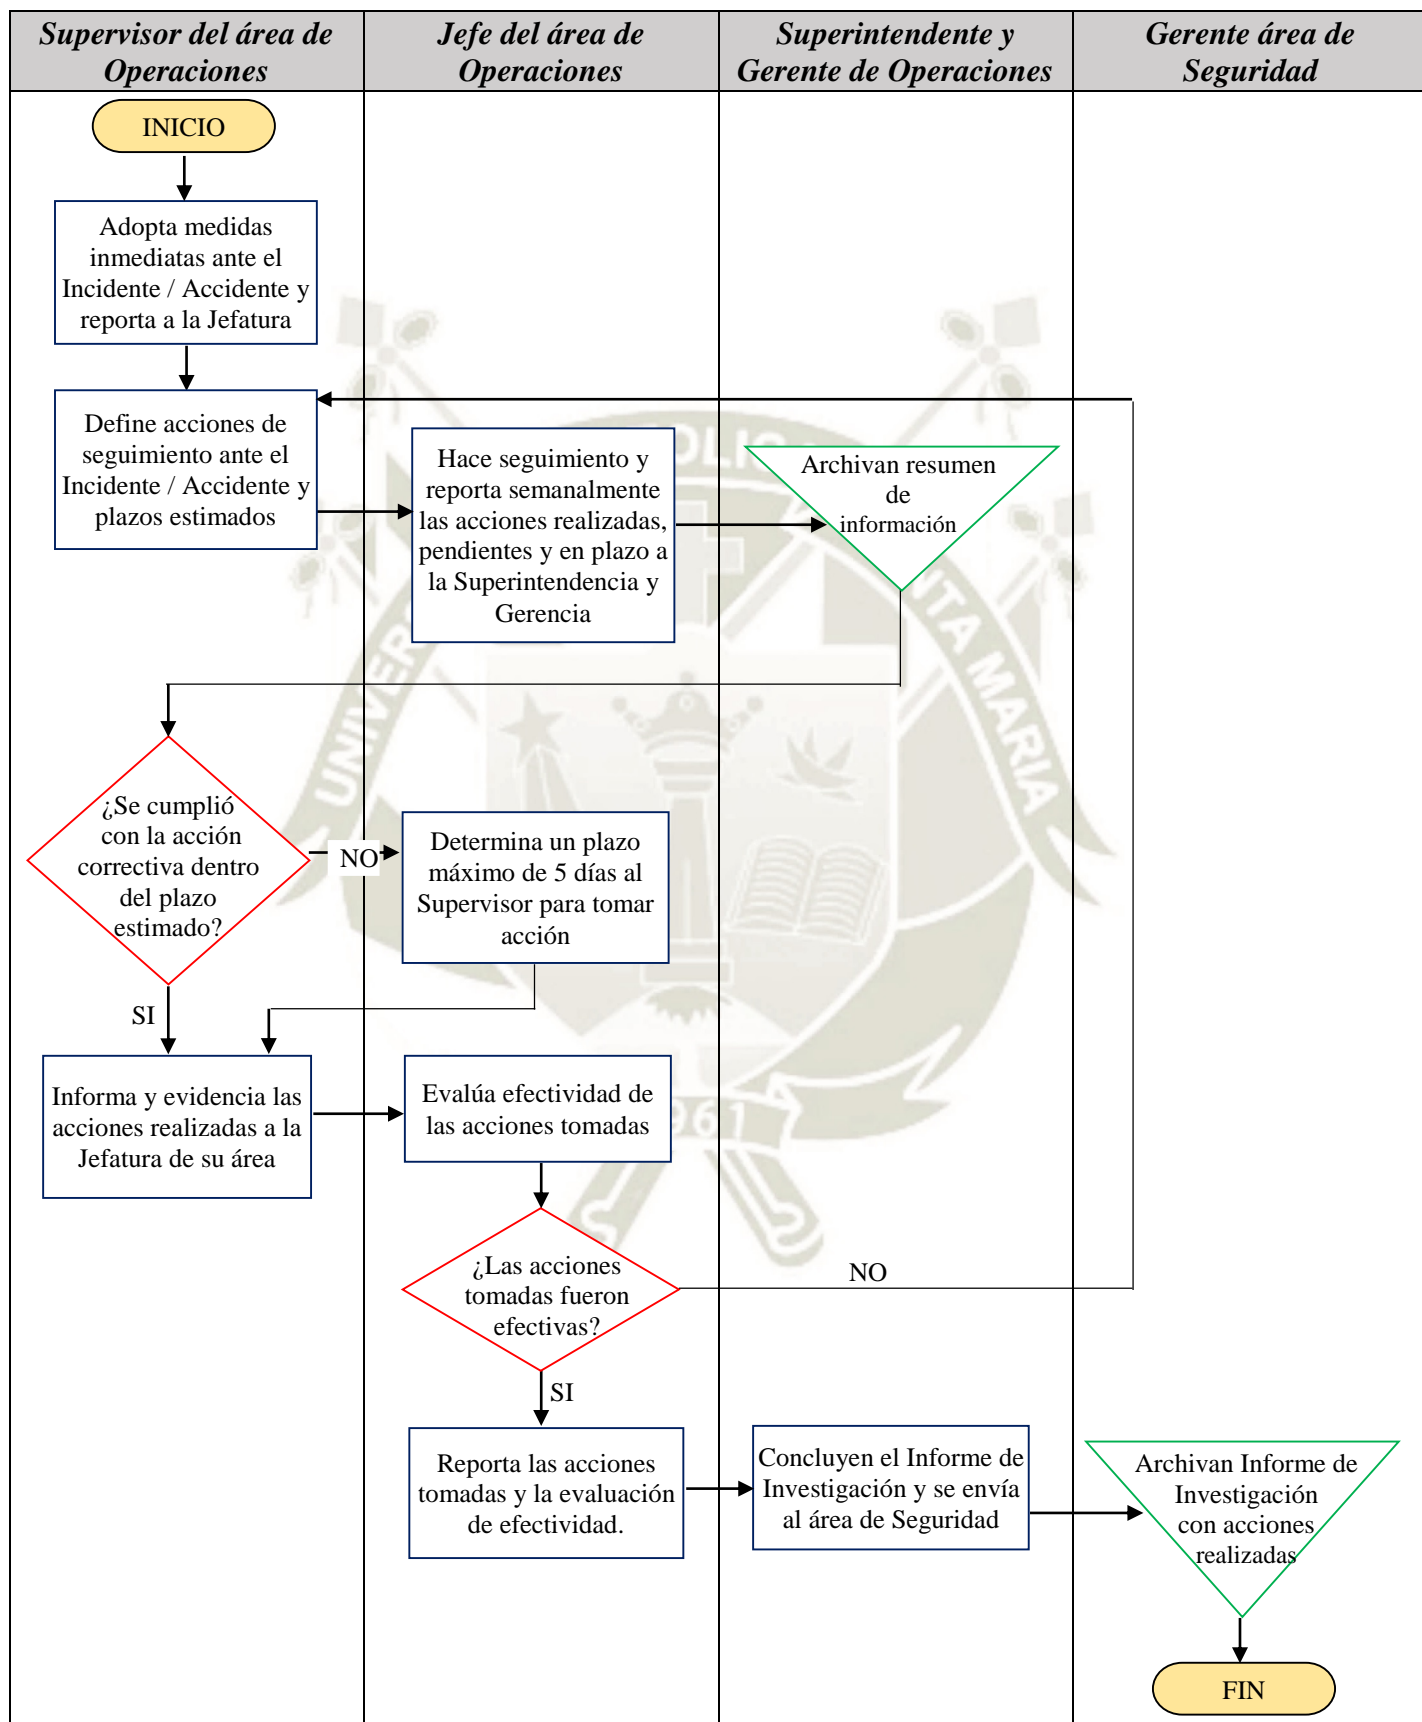 Supervisor del área de
Operaciones
Jefe del área de
Operaciones
Superintendente y
Gerente de Operaciones
Gerente área de
Seguridad
INICIO
Adopta medidas
inmediatas ante el
Incidente / Accidente y
reporta a la Jefatura
Define acciones de
seguimiento ante el
Incidente / Accidente y
plazos estimados
Hace seguimiento y
reporta semanalmente
las acciones realizadas,
pendientes y en plazo a
la Superintendencia y
Gerencia
Archivan resumen
de
información
¿Se cumplió
con la acción
correctiva dentro
del plazo
estimado?
NO
Determina un plazo
máximo de 5 días al
Supervisor para tomar
acción
SI
Informa y evidencia las
acciones realizadas a la
Jefatura de su área
Evalúa efectividad de
las acciones tomadas
¿Las acciones
tomadas fueron
efectivas?
NO
SI
Reporta las acciones
tomadas y la evaluación
de efectividad.
Concluyen el Informe de
Investigación y se envía
al área de Seguridad
Archivan Informe de
Investigación
con acciones
realizadas
FIN